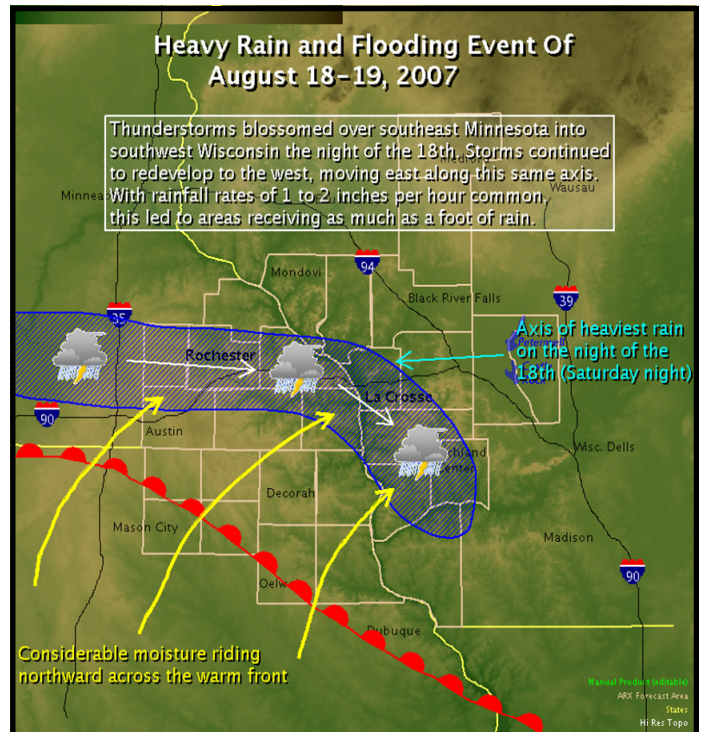 Heavy Rain and Flooding Event Of
August 18-19, 2007
Thunderstorms blossomed over southeast Minnesota into
southwest Wisconsin the night of the 18th. Storms continued
to redevelop to the west, moving east along this same axis.
With rainfall rates of 1 to 2 inches per hour common,
this led to areas receiving as much as a foot of rain.
Medford
Wausau
Minnea
Mondovi
94
Black River Falls
39
35
Axis of heaviest rain
on the night of the
18th (Saturday night)
Petenwell
Rochester
La Crosse
90
Austin
chland
enter
Wisc. Dells
Decorah
Mason City
Madison
90
Oelw
Dubuque
Considerable moisture riding
northward across the warm front
Manual Product (editable)
ARX Forecast Area
States
Hi Res Topo